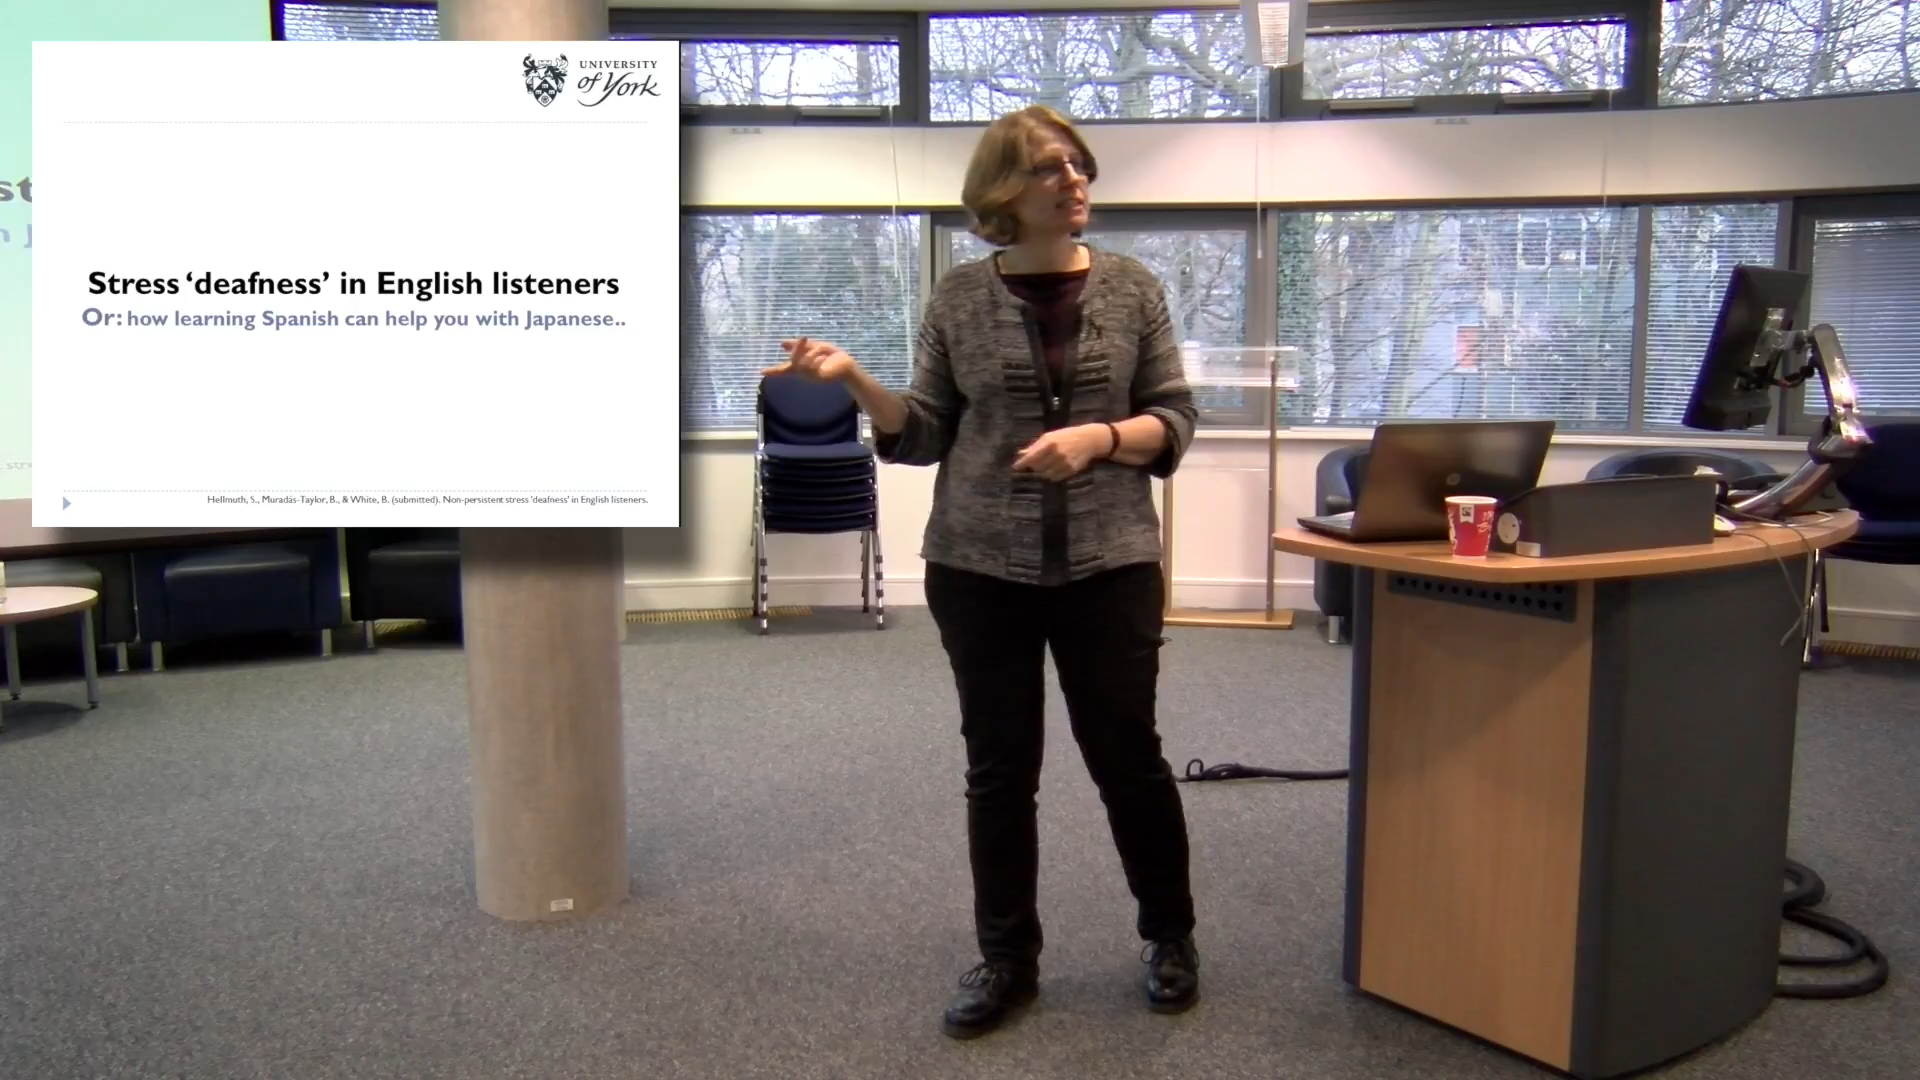 UNIVERSITY
of York
Stress ‘deafness’ in English listeners
Or: how learning Spanish can help you with Japanese..
Hellmuth, S., Muradás-Taylor, B., & White, B. (submitted). Non-persistent stress 'deafness' in English listeners.
st